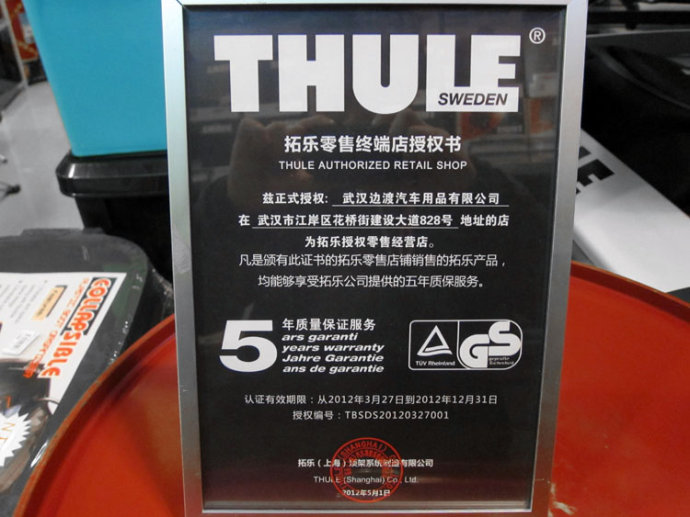 THULE®
SWEDEN
拓乐零售终端店授权书
THULE AUTHORIZED RETAIL SHOP
兹正式授权: 武汉边渡汽车用品有限公司
在 武汉市江岸区花桥街建设大道828号 地址的店
为拓乐授权零售经营店。
凡是颁有此证书的拓乐零售店铺销售的拓乐产品，
均能够享受拓乐公司提供的五年质保服务。
5
年质量保证服务
ars garanti
years warranty
Jahre Garantie
ans de garantie
TÜV Rheinland
GS
geprüfte
Sicherheit
认证有效期限：从2012年3月27日到2012年12月31日
授权编号：TBSDS20120327001
拓乐（上海）顶架系统制造有限公司
THULE (Shanghai) Co., Ltd.
2012年5月1日
COLLAPSIBLE